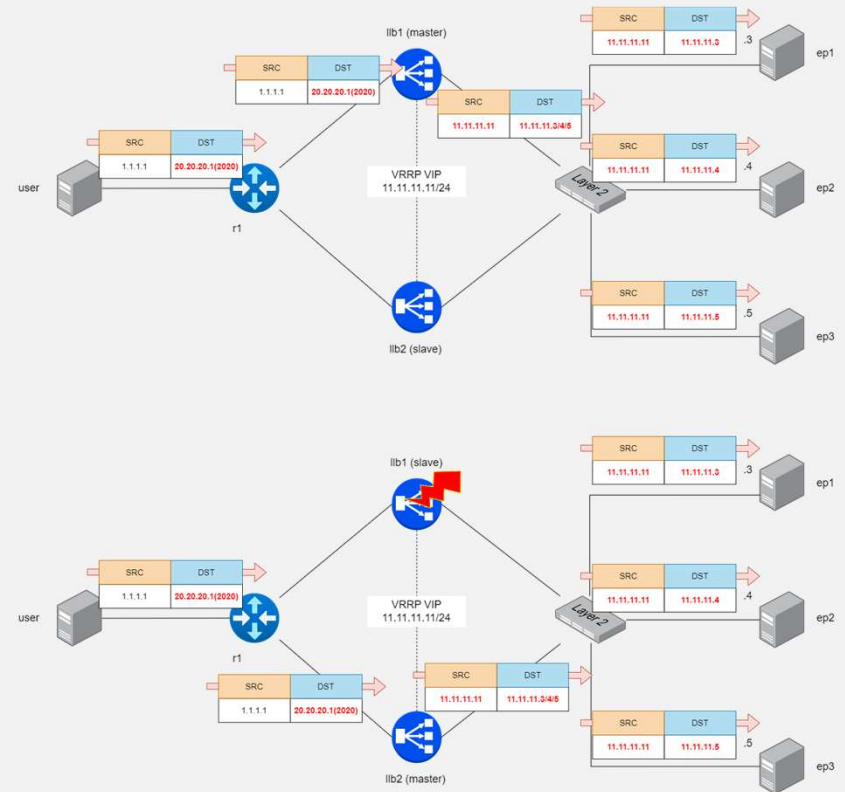 llb1 (master)
SRC DST
11.11.11.11 11.11.11.3
.3
ep1
SRC DST
1.1.1.1 20.20.20.1(2020)
SRC DST
11.11.11.11 11.11.11.3/4/5
SRC DST
1.1.1.1 20.20.20.1(2020)
user
r1
VRRP VIP
11.11.11.11/24
Layer 2
SRC DST
11.11.11.11 11.11.11.4
.4
ep2
SRC DST
11.11.11.11 11.11.11.5
.5
ep3
llb2 (slave)
llb1 (slave)
SRC DST
11.11.11.11 11.11.11.3
.3
ep1
SRC DST
1.1.1.1 20.20.20.1(2020)
user
r1
VRRP VIP
11.11.11.11/24
Layer 2
SRC DST
11.11.11.11 11.11.11.4
.4
ep2
SRC DST
1.1.1.1 20.20.20.1(2020)
SRC DST
11.11.11.11 11.11.11.3/4/5
SRC DST
11.11.11.11 11.11.11.5
.5
ep3
llb2 (master)